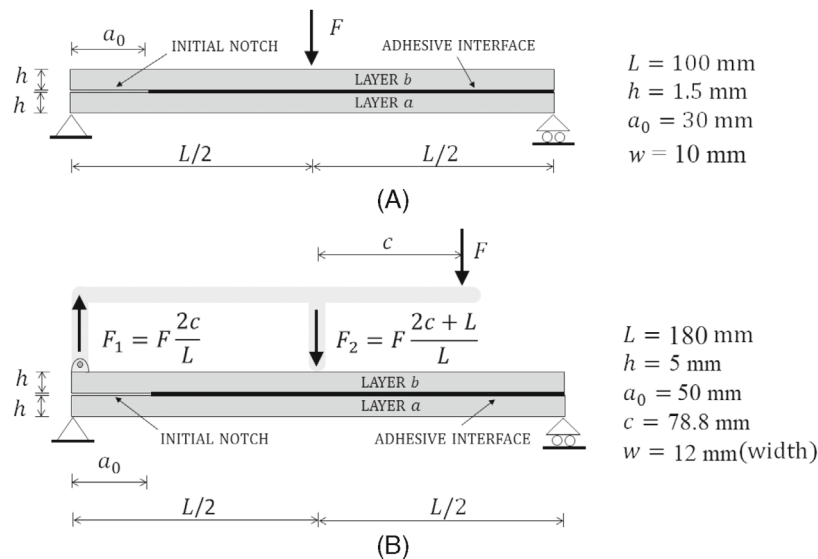 F
a₀
INITIAL NOTCH
ADHESIVE INTERFACE
h
LAYER b
h
LAYER a
L/2
L/2
L = 100 mm
h = 1.5 mm
a₀ = 30 mm
w = 10 mm
(A)
c
F
F₁ = F 2c/L
F₂ = F (2c + L)/L
h
LAYER b
h
LAYER a
INITIAL NOTCH
ADHESIVE INTERFACE
a₀
L/2
L/2
L = 180 mm
h = 5 mm
a₀ = 50 mm
c = 78.8 mm
w = 12 mm(width)
(B)